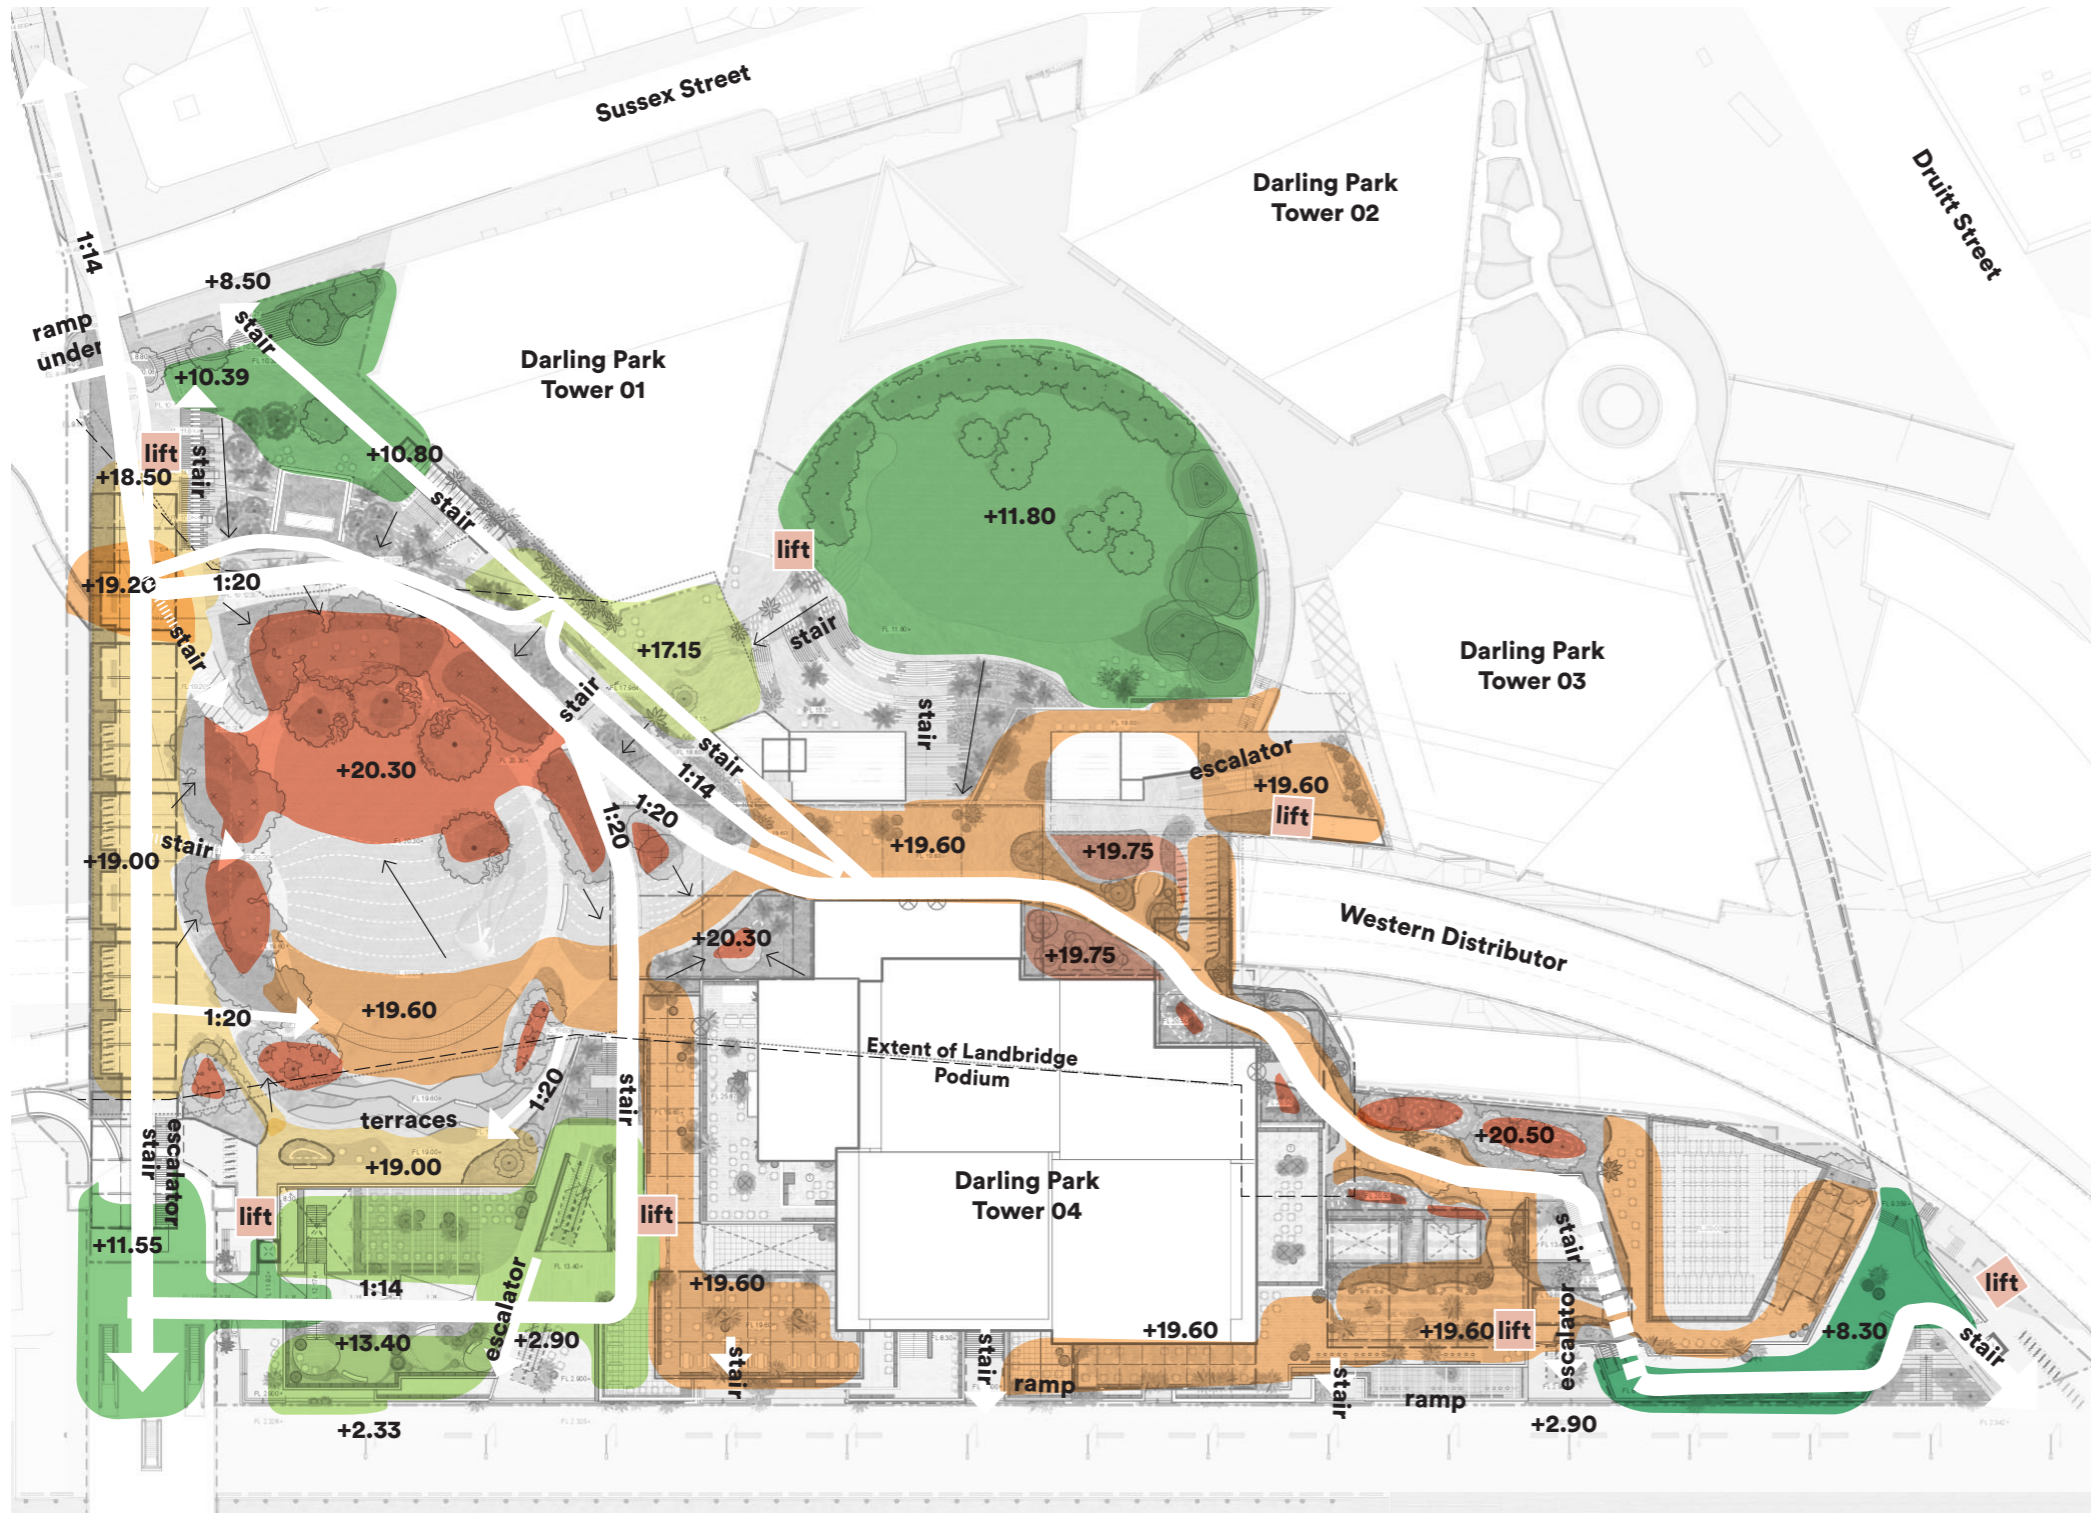 Sussex Street
Darling Park
Tower 02
Druitt Street
1:14
+8.50
ramp
under
stair
Darling Park
Tower 01
+10.39
lift
+18.50
stair
+10.80
stair
+11.80
lift
+19.20
1:20
stair
stair
+17.15
stair
Darling Park
Tower 03
stair
stair
stair
escalator
+20.30
1:14
+19.60
lift
1:20
1:20
stair
+19.00
+19.60
+19.75
Western Distributor
+20.30
+19.75
1:20
+19.60
Extent of Landbridge
Podium
1:20
stair
terraces
+20.50
stair
escalator
+19.00
Darling Park
Tower 04
lift
lift
stair
+11.55
1:14
escalator
+19.60
lift
+13.40
+2.90
stair
stair
+19.60
escalator
+19.60
lift
+8.30
stair
ramp
stair
ramp
+2.33
+2.90